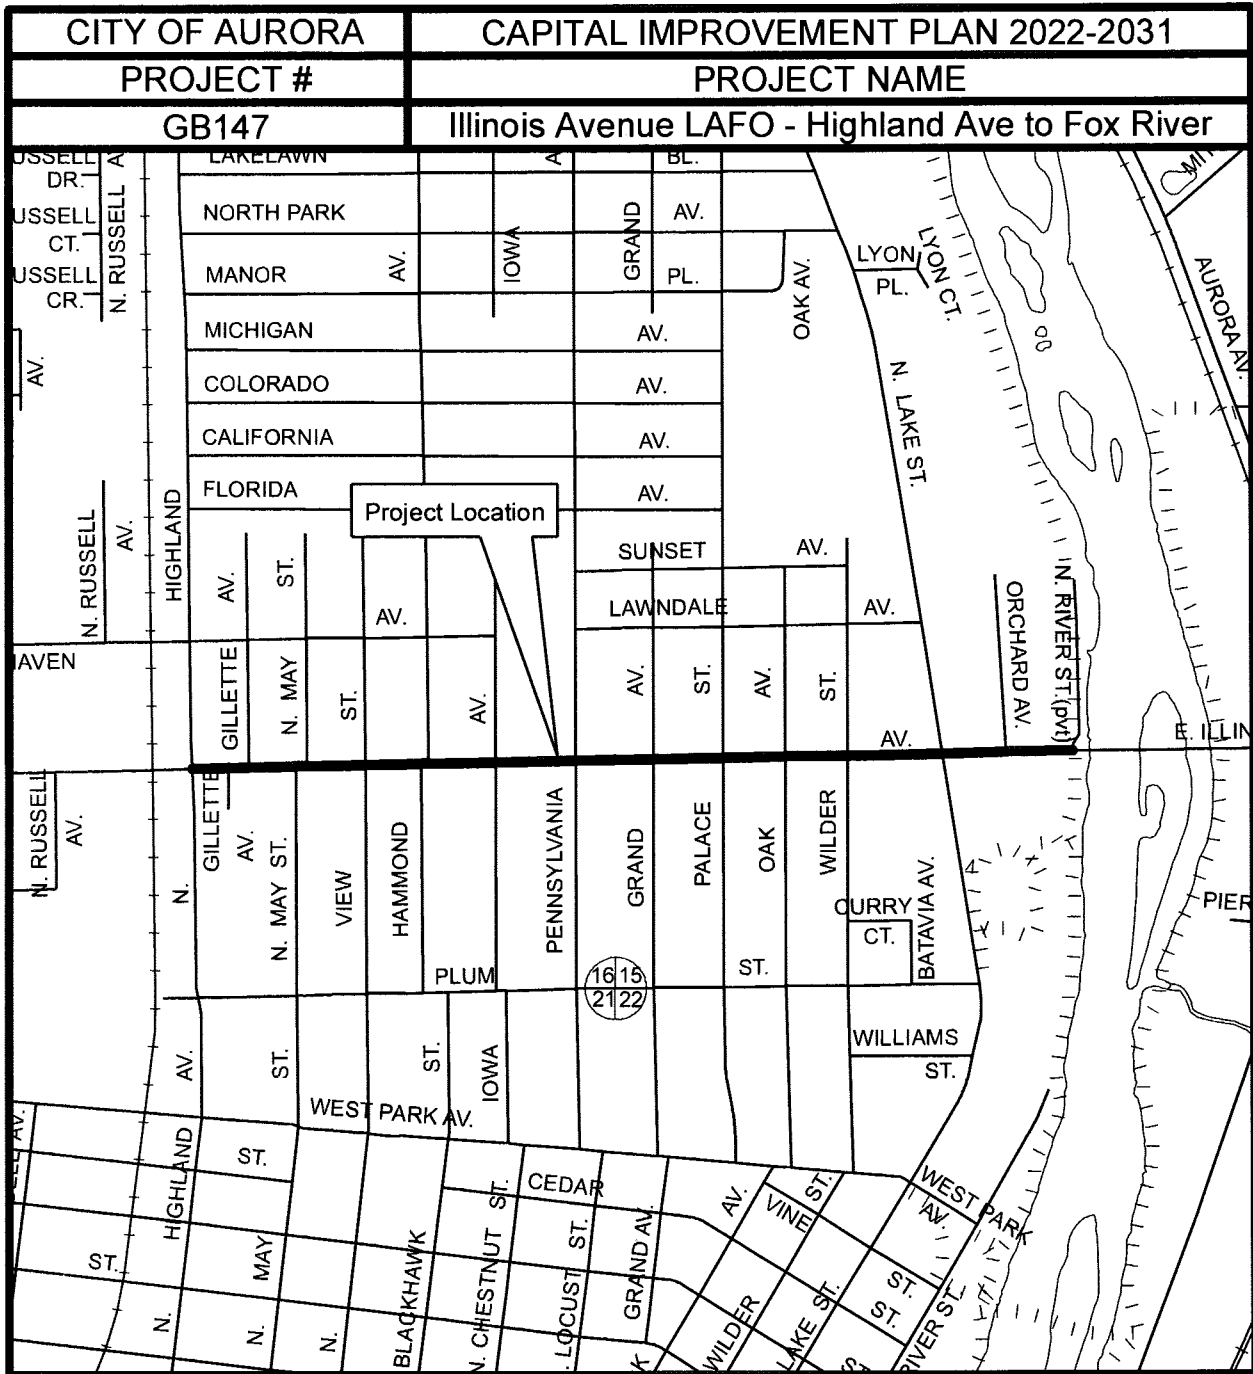 CITY OF AURORA
CAPITAL IMPROVEMENT PLAN 2022-2031
PROJECT #
PROJECT NAME
GB147
Illinois Avenue LAFO - Highland Ave to Fox River
USSELL
DR.
N. RUSSELL
A
LAKELAWN
A
BL.
USSELL
CT.
NORTH PARK
GRAND
AV.
LYON
PL.
LYON CT.
USSELL
CR.
MANOR
AV.
IOWA
PL.
OAK AV.
AURORA AV.
MICHIGAN
AV.
AV.
COLORADO
AV.
N. LAKE ST.
CALIFORNIA
AV.
FLORIDA
AV.
Project Location
N. RUSSELL
AV.
HIGHLAND
SUNSET
AV.
AV.
ST.
AV.
LAWNDALE
AV.
ORCHARD AV.
N. RIVER ST.(pvt)
HAVEN
GILLETTE
N. MAY
ST.
AV.
AV.
ST.
AV.
ST.
AV.
E. ILLIN
N. RUSSELL
AV.
GILLETTE
AV.
N. MAY ST.
VIEW
HAMMOND
PENNSYLVANIA
GRAND
PALACE
OAK
WILDER
BATAVIA AV.
N.
CURRY
CT.
4
PIER
PLUM
16
15
21
22
ST.
WILLIAMS
ST.
AV.
ST.
ST.
IOWA
WEST PARK AV.
AV.
HIGHLAND
ST.
CEDAR
ST.
AV.
VINE
ST.
WEST PARK
AV.
ST.
MAY
BLACKHAWK
N. CHESTNUT
ST.
LOCUST
GRAND AV.
WILDER
LAKE ST.
ST.
ST.
RIVER ST.
N.
N.
N.
K
ST